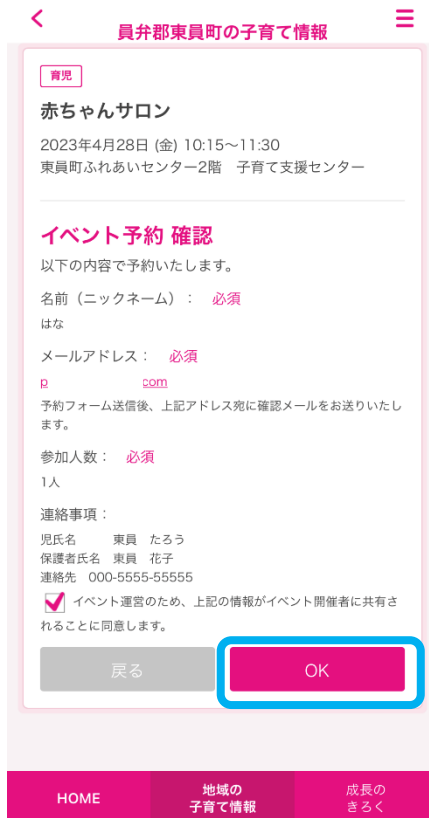 員弁郡東員町の子育て情報
育児
赤ちゃんサロン
2023年4月28日 (金) 10:15〜11:30
東員町ふれあいセンター2階　子育て支援センター
イベント予約 確認
以下の内容で予約いたします。
名前（ニックネーム）：　必須
はな
メールアドレス：　必須
p　　　　　　　com
予約フォーム送信後、上記アドレス宛に確認メールをお送りいたし
ます。
参加人数：　必須
1人
連絡事項：
児氏名　　東員　たろう
保護者氏名　東員　花子
連絡先　000-5555-55555
イベント運営のため、上記の情報がイベント開催者に共有さ
れることに同意します。
戻る　OK
HOME　地域の　成長の
子育て情報　きろく